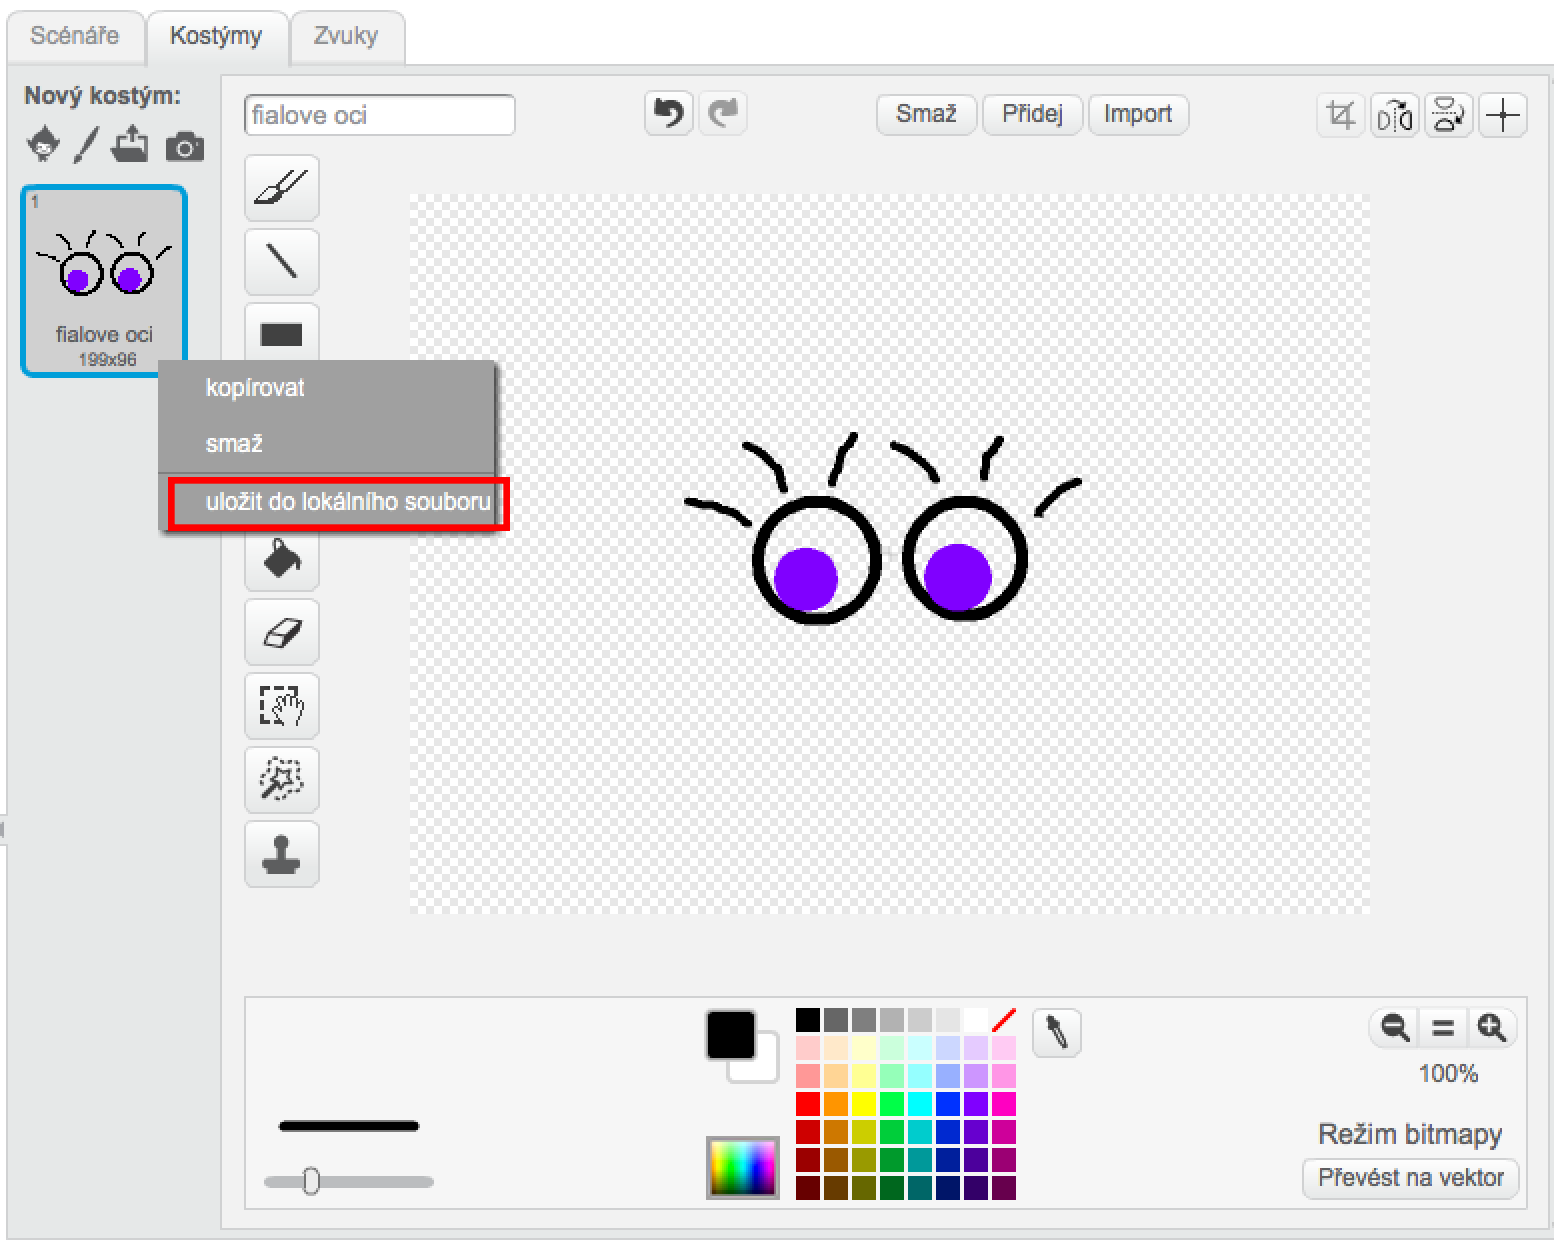 Scénáře
Kostýmy
Zvuky
Nový kostým:
fialove oci
Smaž
Přidej
Import
1
fialove oci
199x96
kopírovat
smaž
uložit do lokálního souboru
100%
Režim bitmapy
Převést na vektor